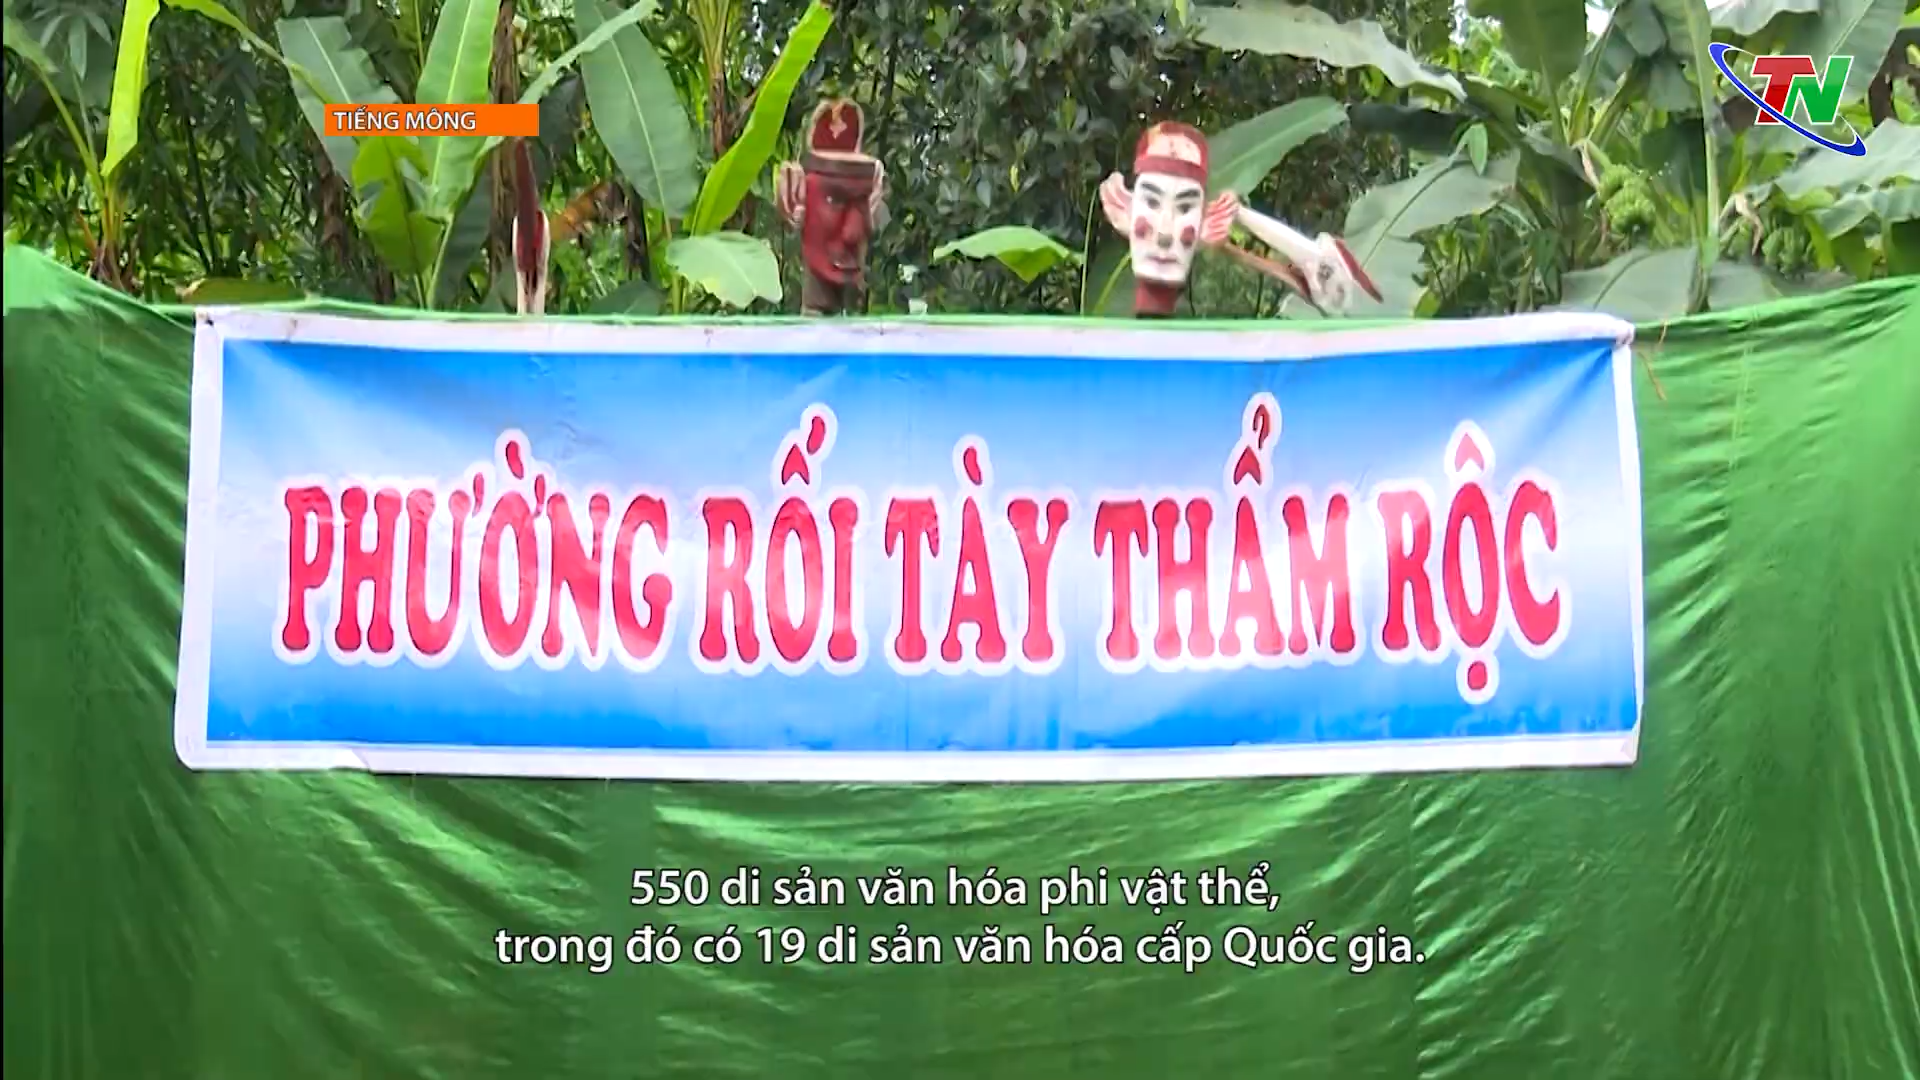 TN
TIẾNG MÔNG
PHƯỜNG RỐI TÀY THẨM RỘC
550 di sản văn hóa phi vật thể,
trong đó có 19 di sản văn hóa cấp Quốc gia.